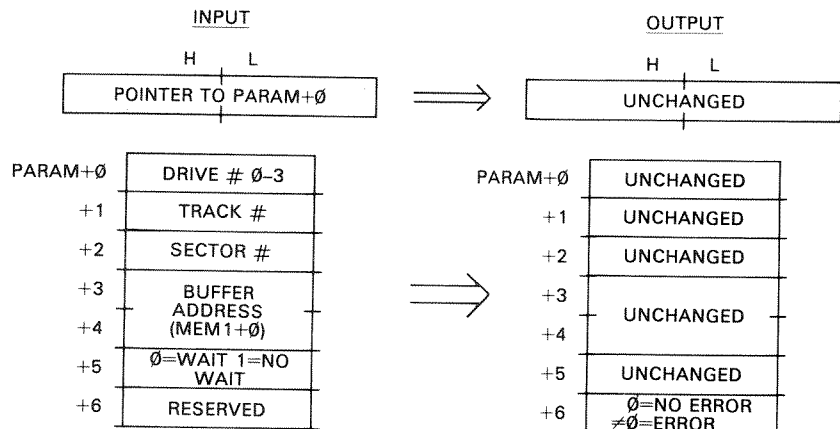 INPUT
H L
POINTER TO PARAM+Ø
PARAM+Ø DRIVE # Ø–3
+1 TRACK #
+2 SECTOR #
+3 BUFFER
ADDRESS
+4 (MEM1+Ø)
+5 Ø=WAIT 1=NO
WAIT
+6 RESERVED
OUTPUT
H L
UNCHANGED
PARAM+Ø UNCHANGED
+1 UNCHANGED
+2 UNCHANGED
+3
UNCHANGED
+4
+5 UNCHANGED
+6 Ø=NO ERROR
≠Ø=ERROR